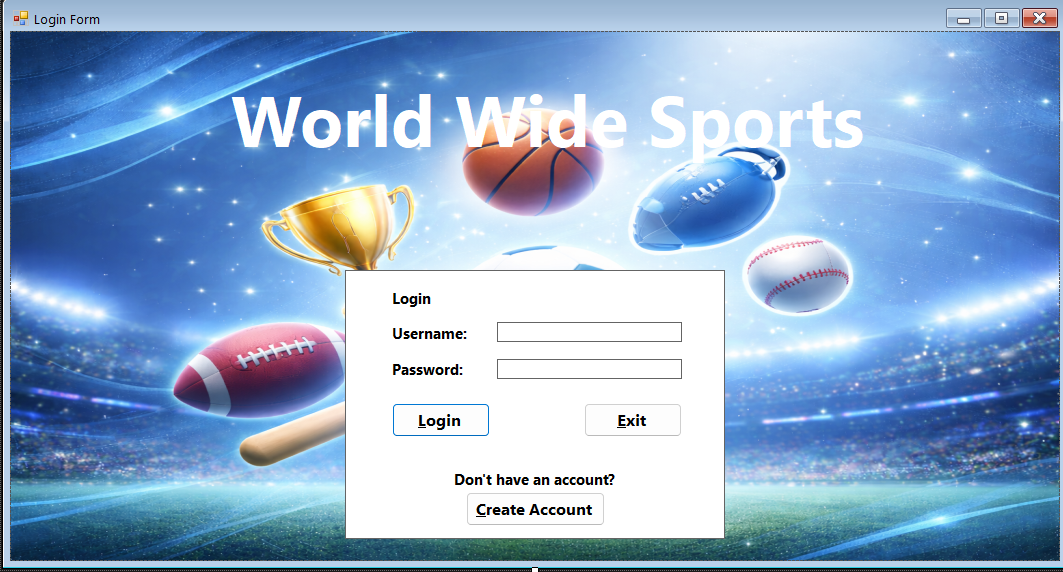 Login Form
World Wide Sports
Login
Username:
Password:
Login Exit
Don't have an account?
Create Account